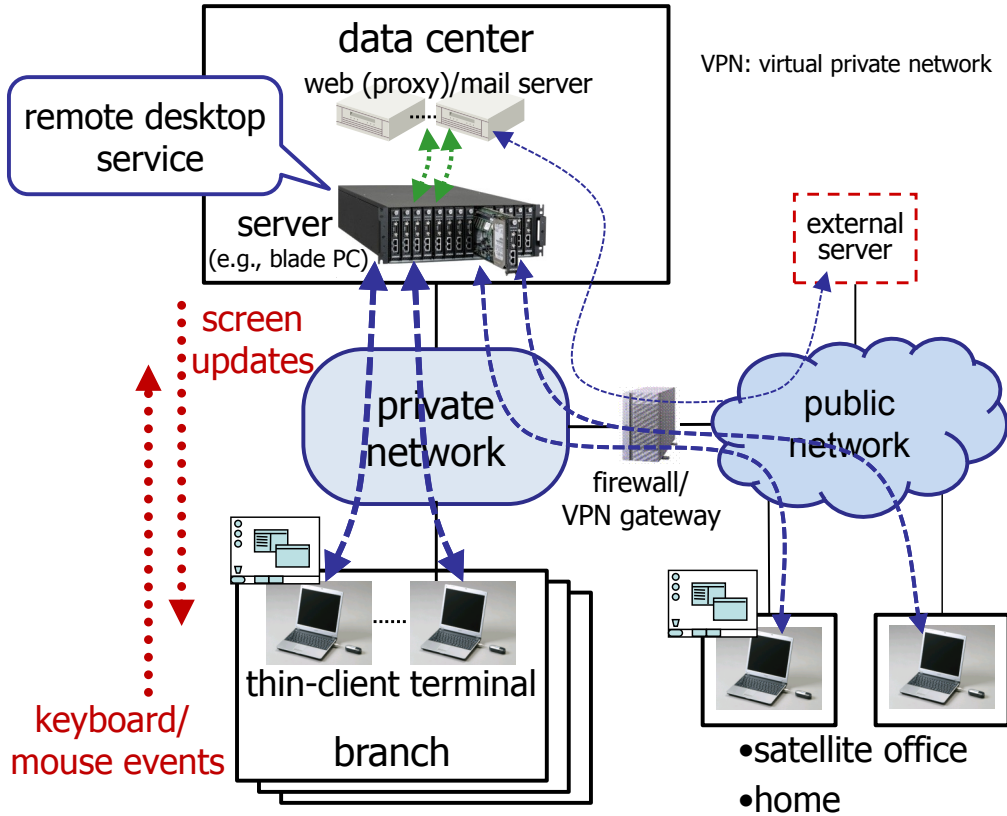 data center
web (proxy)/mail server
VPN: virtual private network
remote desktop
service
server
(e.g., blade PC)
external
server
screen
updates
private
network
public
network
firewall/
VPN gateway
thin-client terminal
keyboard/
mouse events
branch
•satellite office
•home